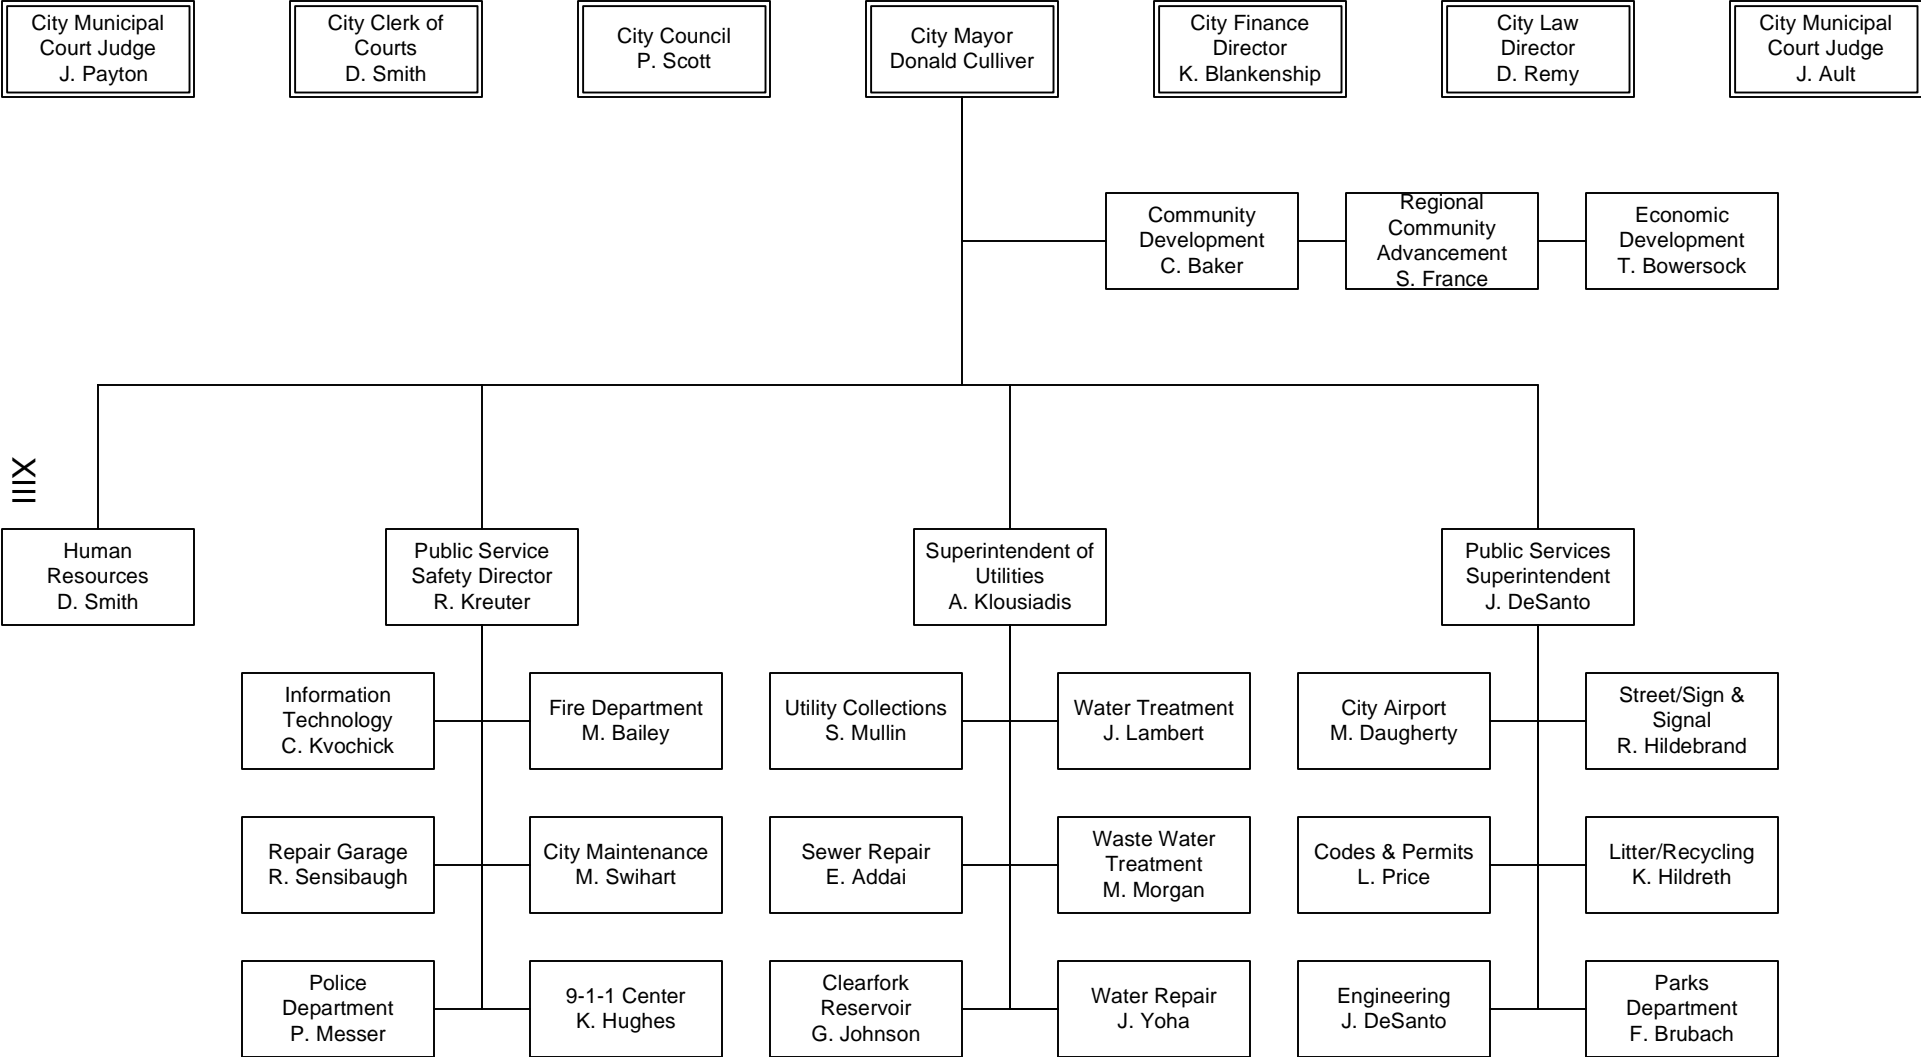 City Municipal
Court Judge
J. Payton
City Clerk of
Courts
D. Smith
City Council
P. Scott
City Mayor
Donald Culliver
City Finance
Director
K. Blankenship
City Law
Director
D. Remy
City Municipal
Court Judge
J. Ault
Community
Development
C. Baker
Regional
Community
Advancement
S. France
Economic
Development
T. Bowersock
XIII
Human
Resources
D. Smith
Public Service
Safety Director
R. Kreuter
Superintendent of
Utilities
A. Klousiadis
Public Services
Superintendent
J. DeSanto
Information
Technology
C. Kvochick
Fire Department
M. Bailey
Utility Collections
S. Mullin
Water Treatment
J. Lambert
City Airport
M. Daugherty
Street/Sign &
Signal
R. Hildebrand
Repair Garage
R. Sensibaugh
City Maintenance
M. Swihart
Sewer Repair
E. Addai
Waste Water
Treatment
M. Morgan
Codes & Permits
L. Price
Litter/Recycling
K. Hildreth
Police
Department
P. Messer
9-1-1 Center
K. Hughes
Clearfork
Reservoir
G. Johnson
Water Repair
J. Yoha
Engineering
J. DeSanto
Parks
Department
F. Brubach